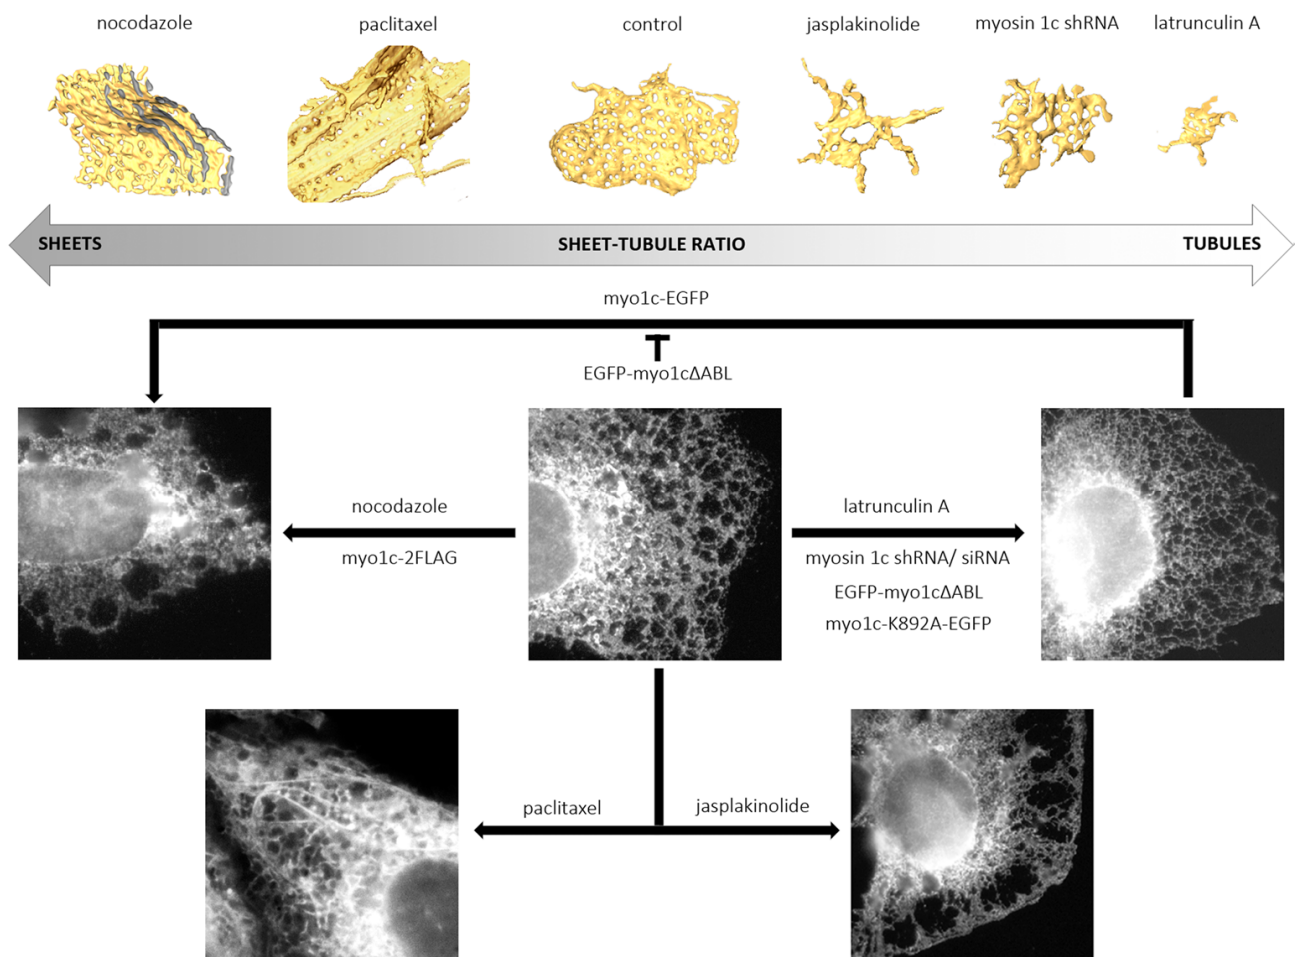 nocodazole
paclitaxel
control
jasplakinolide
myosin 1c shRNA
latrunculin A
SHEETS
SHEET-TUBULE RATIO
TUBULES
myo1c-EGFP
EGFP-myo1cΔABL
nocodazole
myo1c-2FLAG
latrunculin A
myosin 1c shRNA/ siRNA
EGFP-myo1cΔABL
myo1c-K892A-EGFP
paclitaxel
jasplakinolide